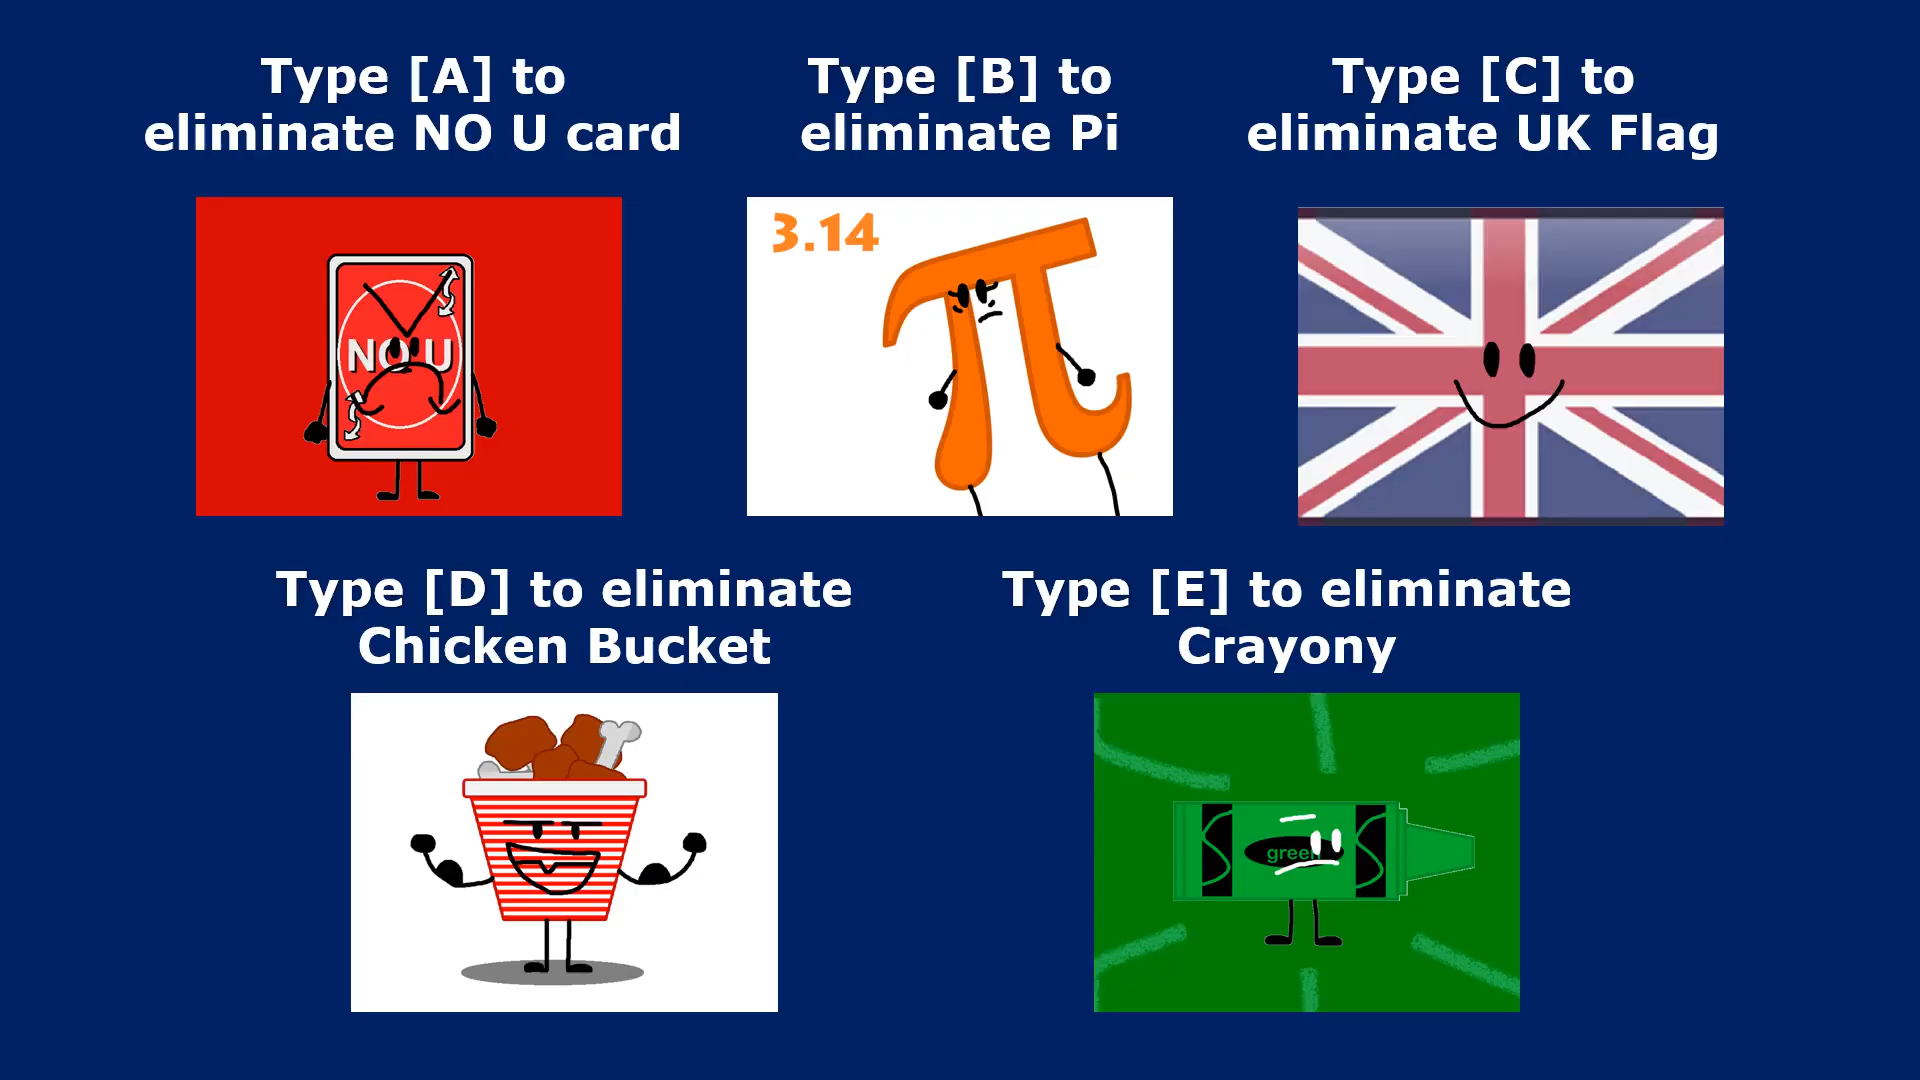 Type [A] to
eliminate NO U card
Type [B] to
eliminate Pi
Type [C] to
eliminate UK Flag
NO U
3.14
Type [D] to eliminate
Chicken Bucket
Type [E] to eliminate
Crayony
green